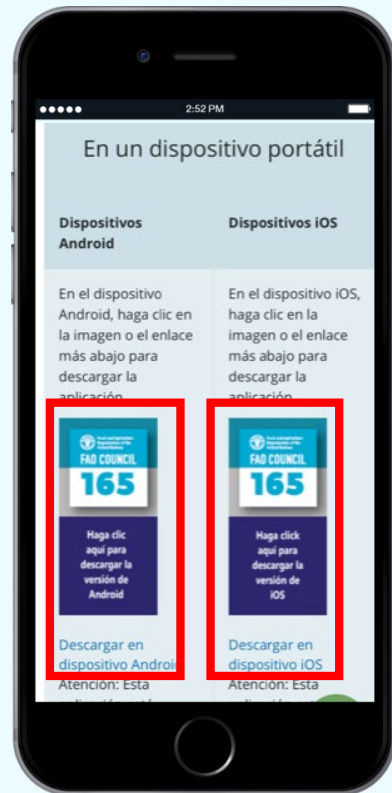 2:52 PM
En un dispositivo portátil
Dispositivos
Android
En el dispositivo
Android, haga clic en
la imagen o el enlace
más abajo para
descargar la
aplicación
FAO COUNCIL
165
Haga clic
aquí para
descargar la
versión de
Android
Descargar en
dispositivo Android
Atención: Esta
Dispositivos iOS
En el dispositivo iOS,
haga clic en la
imagen o el enlace
más abajo para
descargar la
aplicación
FAO COUNCIL
165
Haga click
aquí para
descargar la
versión de
iOS
Descargar en
dispositivo iOS
Atención: Esta